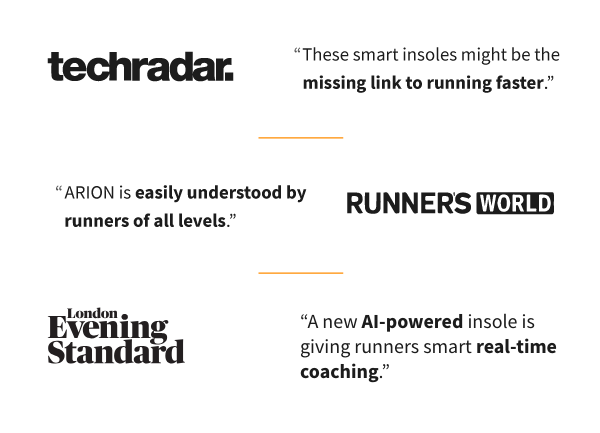 techradar.
“These smart insoles might be the
missing link to running faster.”
“ARION is easily understood by
runners of all levels.”
RUNNER'S WORLD
London
Evening
Standard
“A new AI-powered insole is
giving runners smart real-time
coaching.”